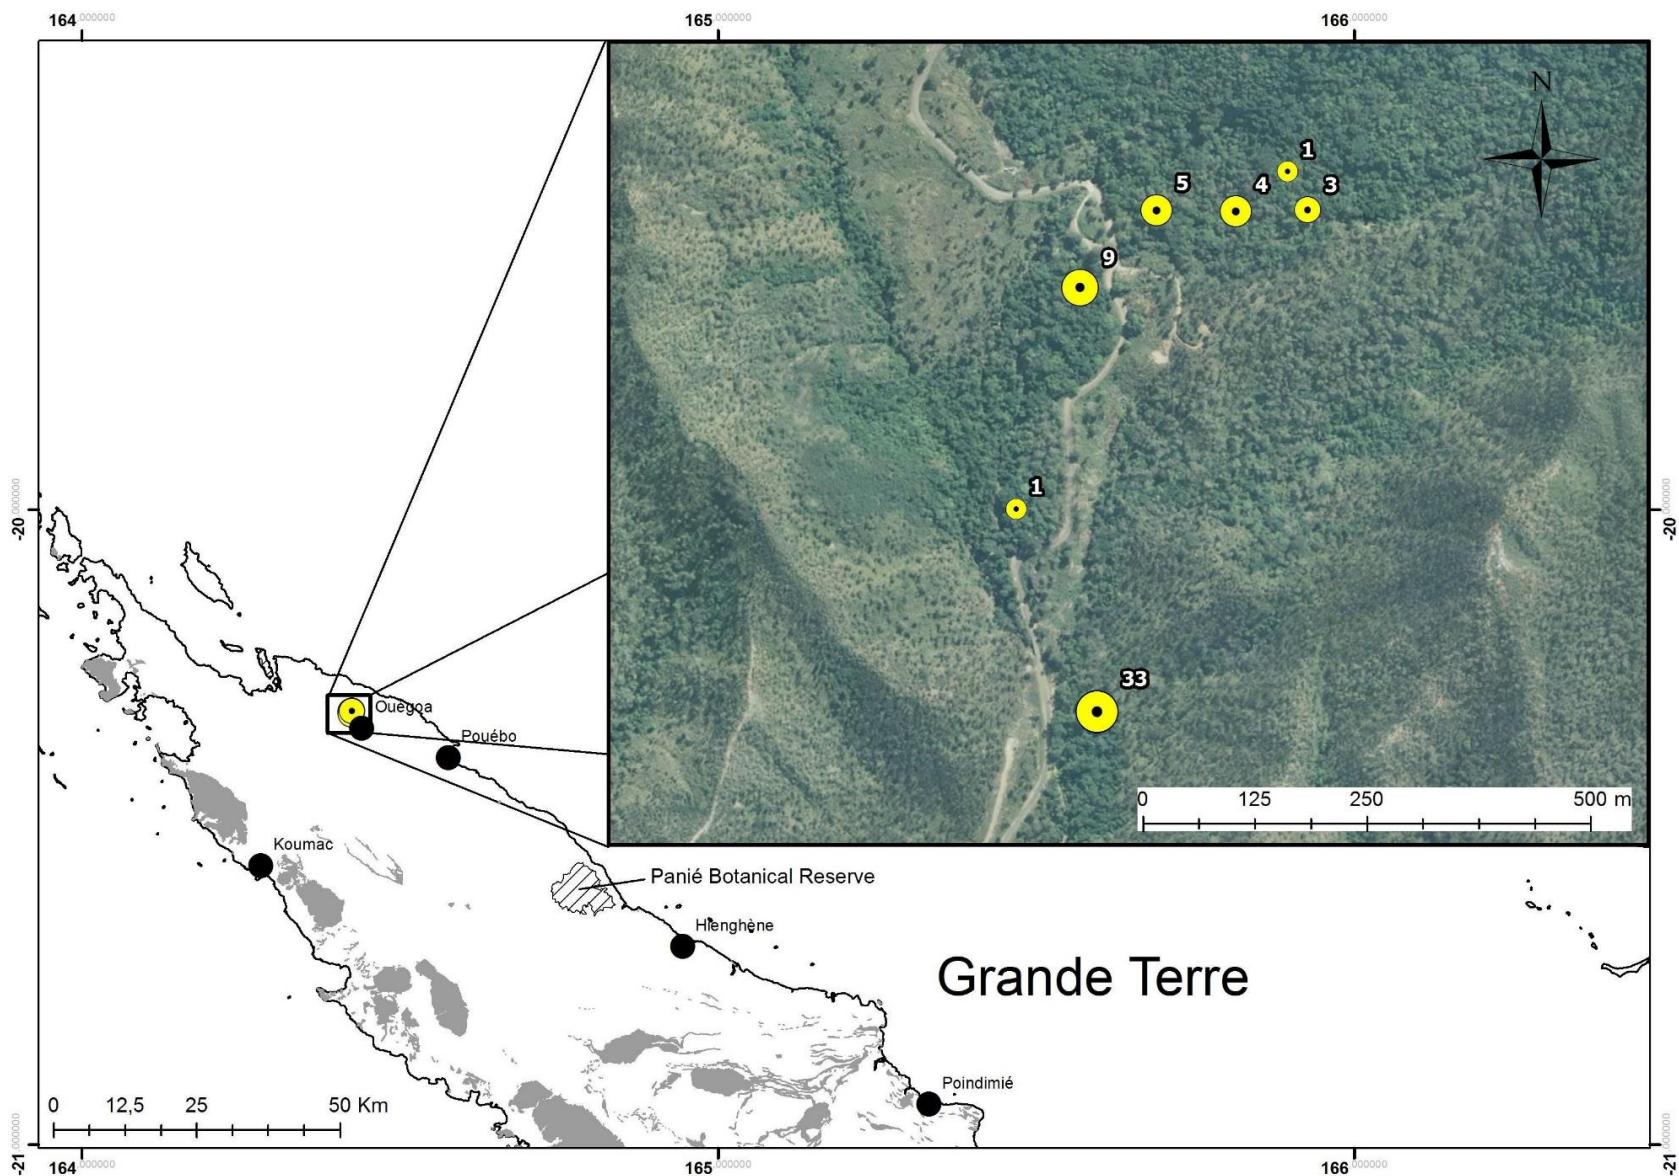 164.000000
165.000000
166.000000
N
1
5
4
3
9
1
-20.000000
-20.000000
33
Ouégoa
Pouébo
0 125 250 500 m
Koumac
Panié Botanical Reserve
Hienghène
Grande Terre
Poindimié
0 12,5 25 50 Km
-21.000000
-21.000000
164.000000
165.000000
166.000000